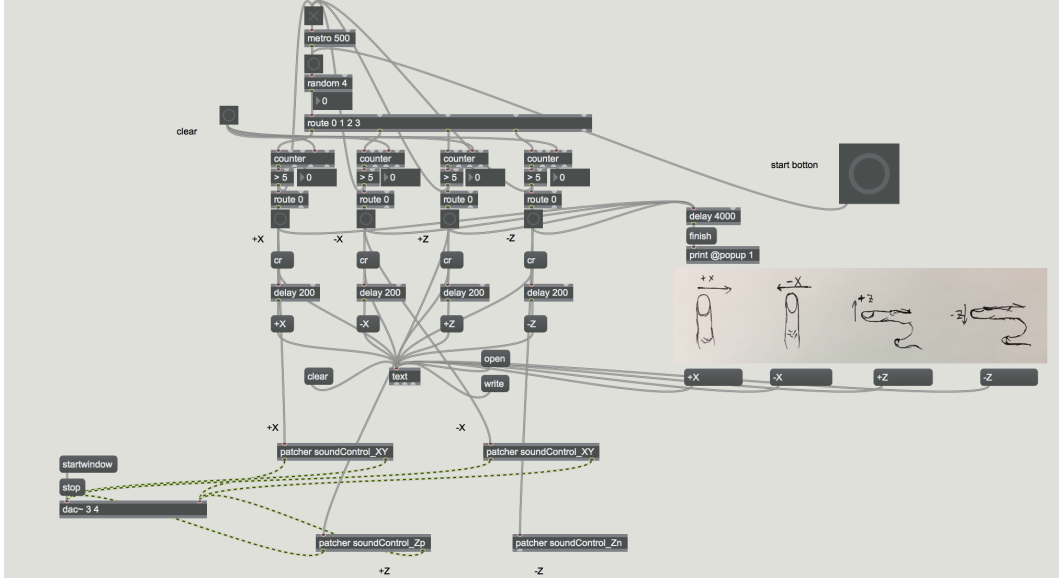 metro 500
random 4
0
route 0 1 2 3
clear
start botton
counter counter counter counter
> 5 0 > 5 0 > 5 0 > 5 0
route 0 route 0 route 0 route 0
delay 4000
finish
print @popup 1
+X -X +Z -Z
cr cr cr cr
delay 200 delay 200 delay 200 delay 200
+X -X +Z -Z
+x -X +Z -Z
open
clear text write
+X -X +Z -Z
+X -X
patcher soundControl_XY patcher soundControl_XY
startwindow
stop
dac~ 3 4
patcher soundControl_Zp patcher soundControl_Zn
+Z -Z